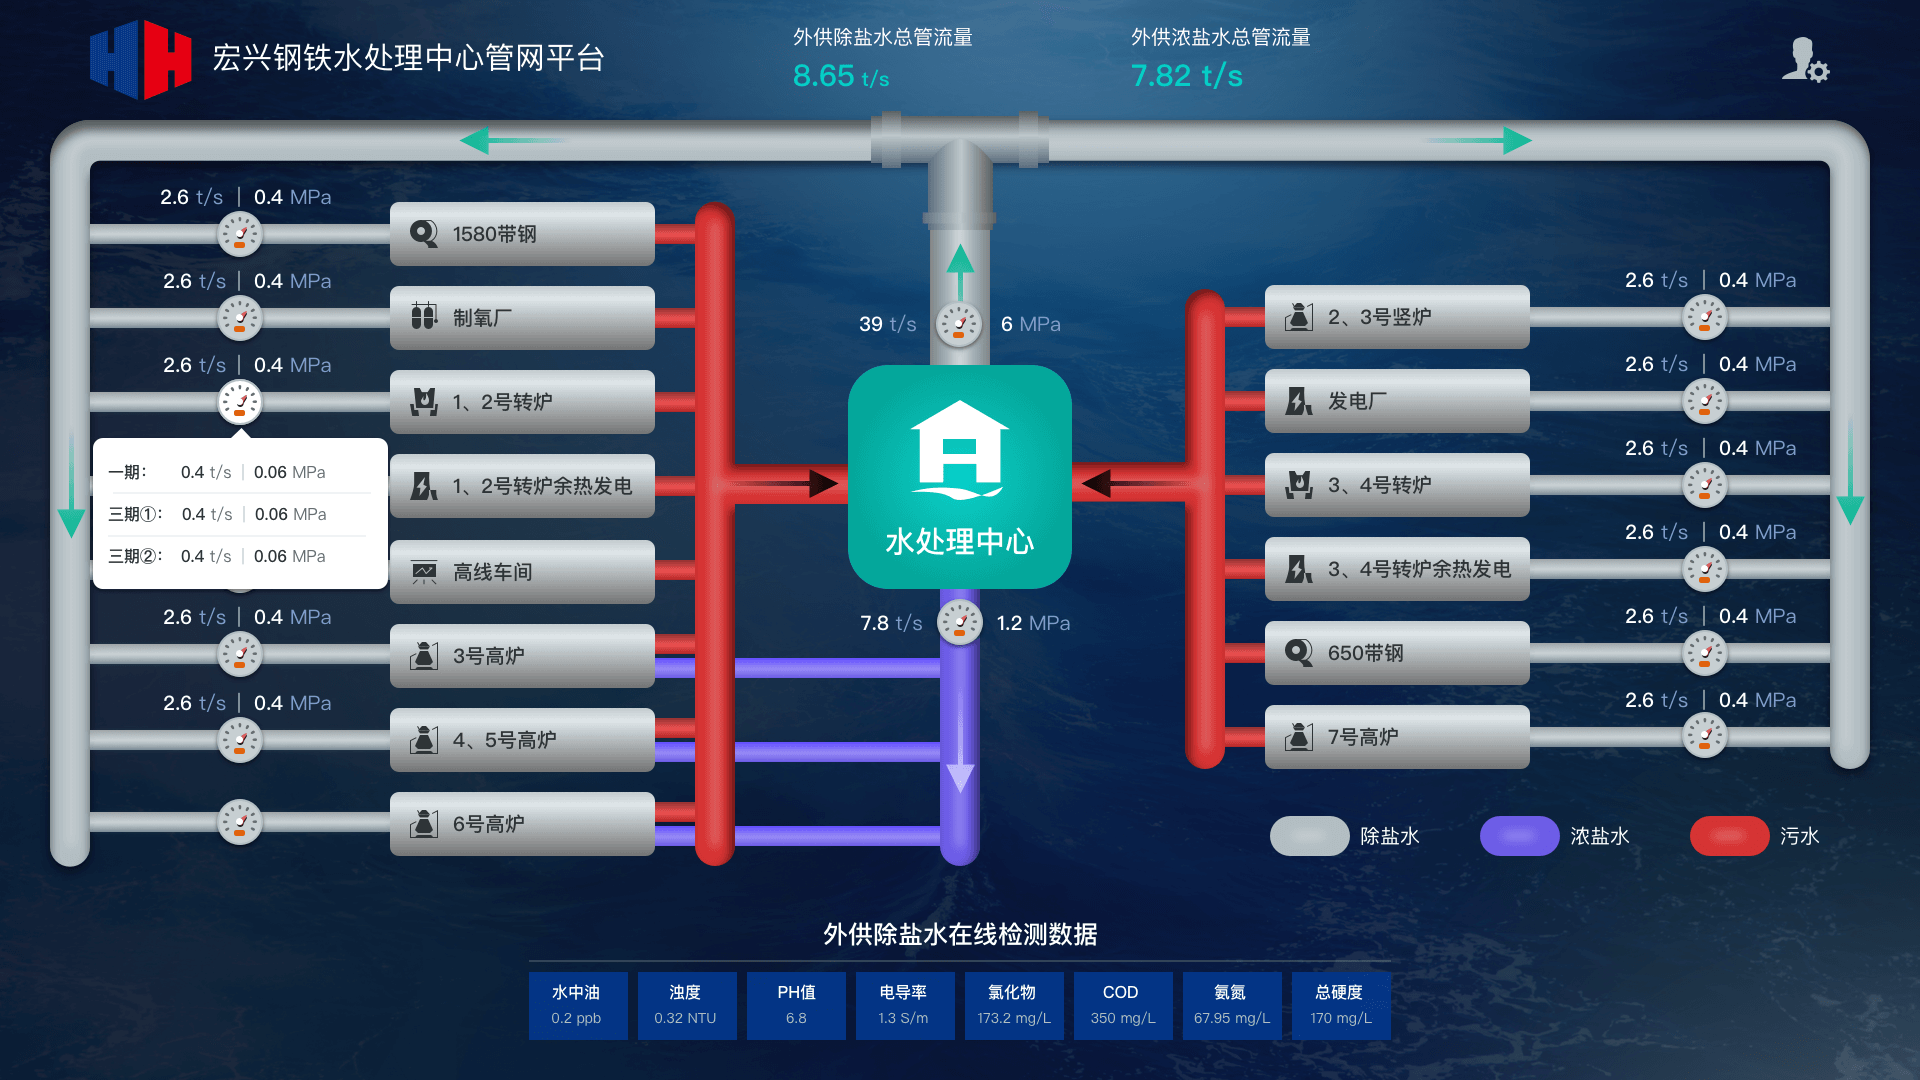 宏兴钢铁水处理中心管网平台
外供除盐水总管流量
8.65 t/s
外供浓盐水总管流量
7.82 t/s
2.6 t/s | 0.4 MPa
1580带钢
2.6 t/s | 0.4 MPa
制氧厂
2.6 t/s | 0.4 MPa
1、2号转炉
一期: 0.4 t/s | 0.06 MPa
三期①: 0.4 t/s | 0.06 MPa
三期②: 0.4 t/s | 0.06 MPa
1、2号转炉余热发电
高线车间
2.6 t/s | 0.4 MPa
3号高炉
2.6 t/s | 0.4 MPa
4、5号高炉
6号高炉
39 t/s 6 MPa
水处理中心
7.8 t/s 1.2 MPa
2.6 t/s | 0.4 MPa
2、3号竖炉
2.6 t/s | 0.4 MPa
发电厂
2.6 t/s | 0.4 MPa
3、4号转炉
2.6 t/s | 0.4 MPa
3、4号转炉余热发电
2.6 t/s | 0.4 MPa
650带钢
2.6 t/s | 0.4 MPa
7号高炉
除盐水 浓盐水 污水
外供除盐水在线检测数据
水中油
0.2 ppb
浊度
0.32 NTU
PH值
6.8
电导率
1.3 S/m
氯化物
173.2 mg/L
COD
350 mg/L
氨氮
67.95 mg/L
总硬度
170 mg/L